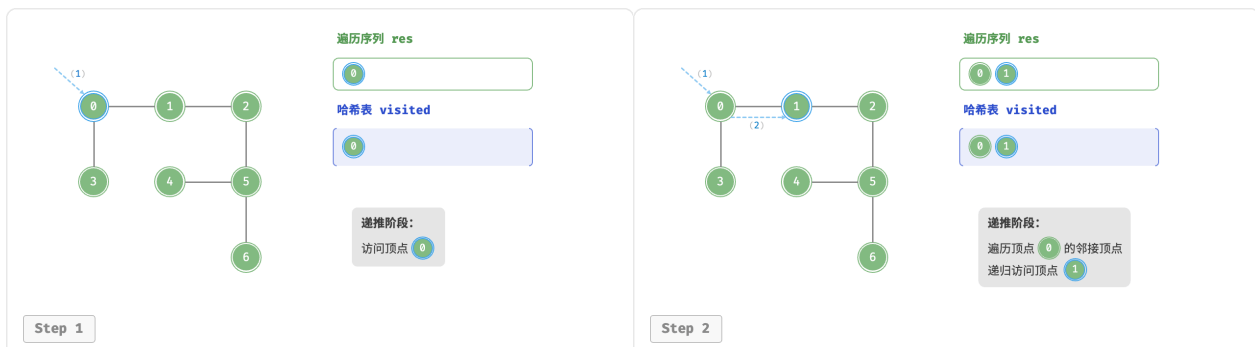 遍历序列 res
0
(1)
哈希表 visited
0 1 2
0
3 4 5
递推阶段:
访问顶点 0
6
Step 1
遍历序列 res
0 1
(1)
哈希表 visited
0 1 2
(2)
0 1
3 4 5
递推阶段:
遍历顶点 0 的邻接顶点
递归访问顶点 1
6
Step 2